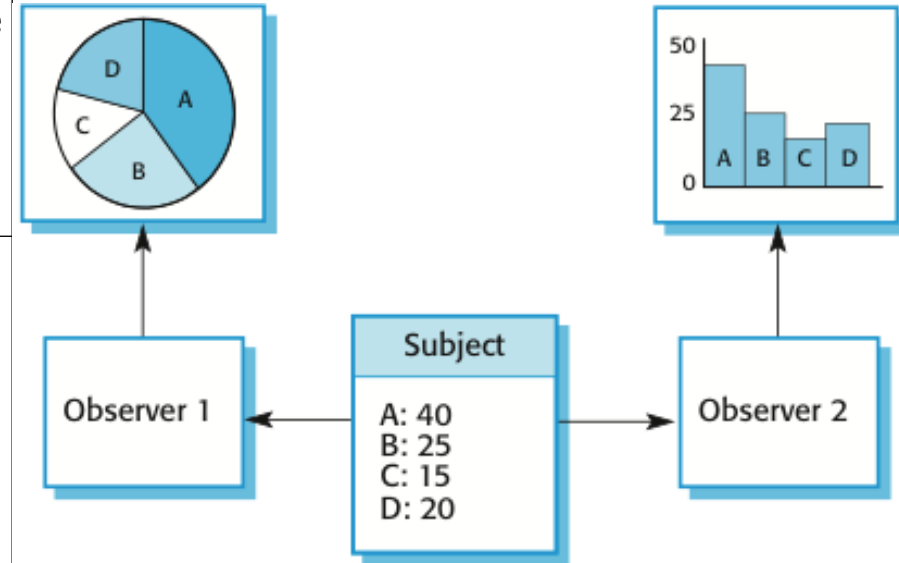 e
D
A
C
B
50
25
0
A B C D
Observer 1
Subject
A: 40
B: 25
C: 15
D: 20
Observer 2